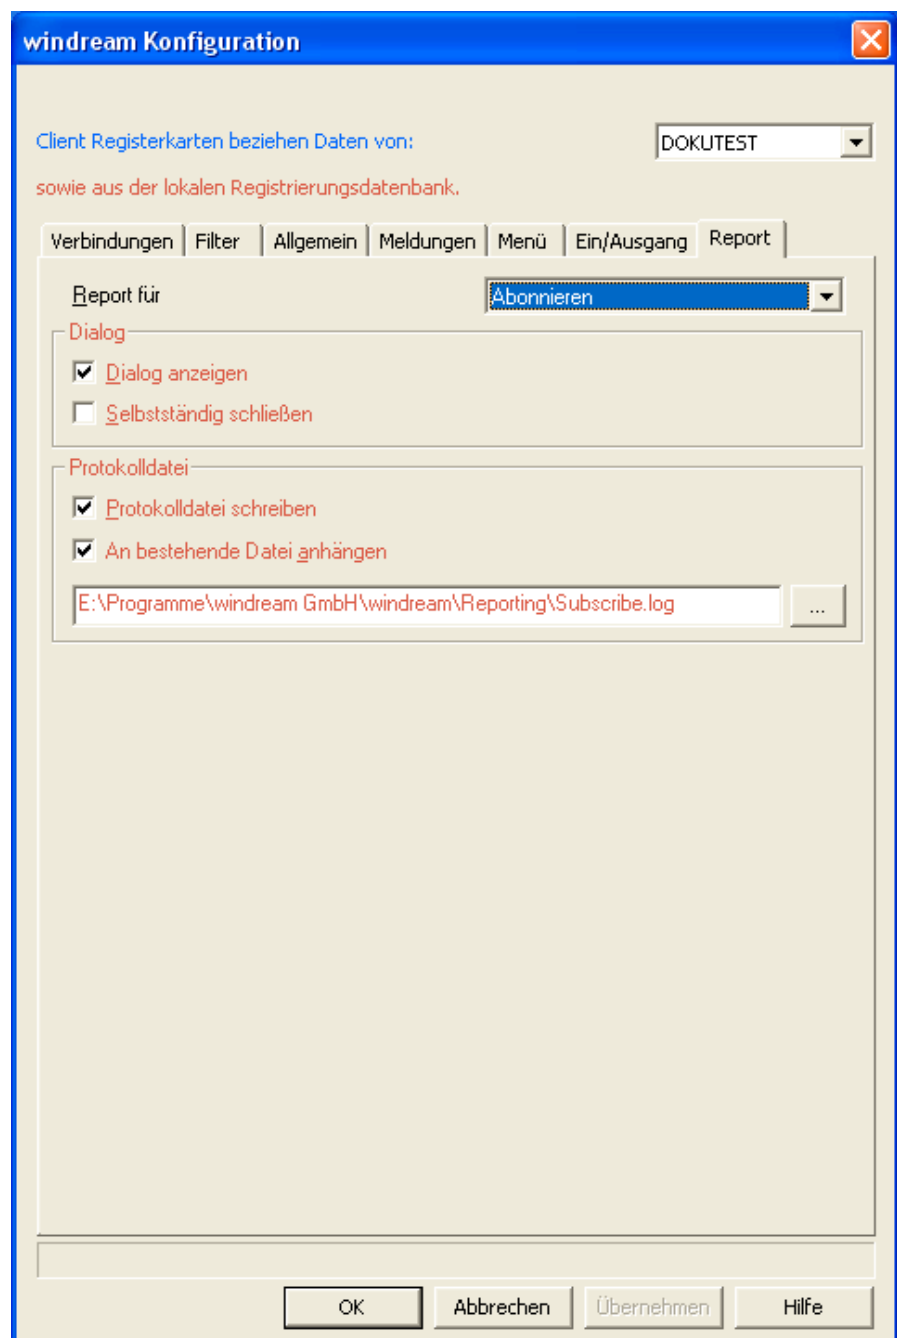 windream Konfiguration
Client Registerkarten beziehen Daten von: DOKUTEST
sowie aus der lokalen Registrierungsdatenbank.
Verbindungen Filter Allgemein Meldungen Menü Ein/Ausgang Report
Report für Abonnieren
Dialog
Dialog anzeigen
Selbstständig schließen
Protokolldatei
Protokolldatei schreiben
An bestehende Datei anhängen
E:\Programme\windream GmbH\windream\Reporting\Subscribe.log ...
OK Abbrechen Übernehmen Hilfe